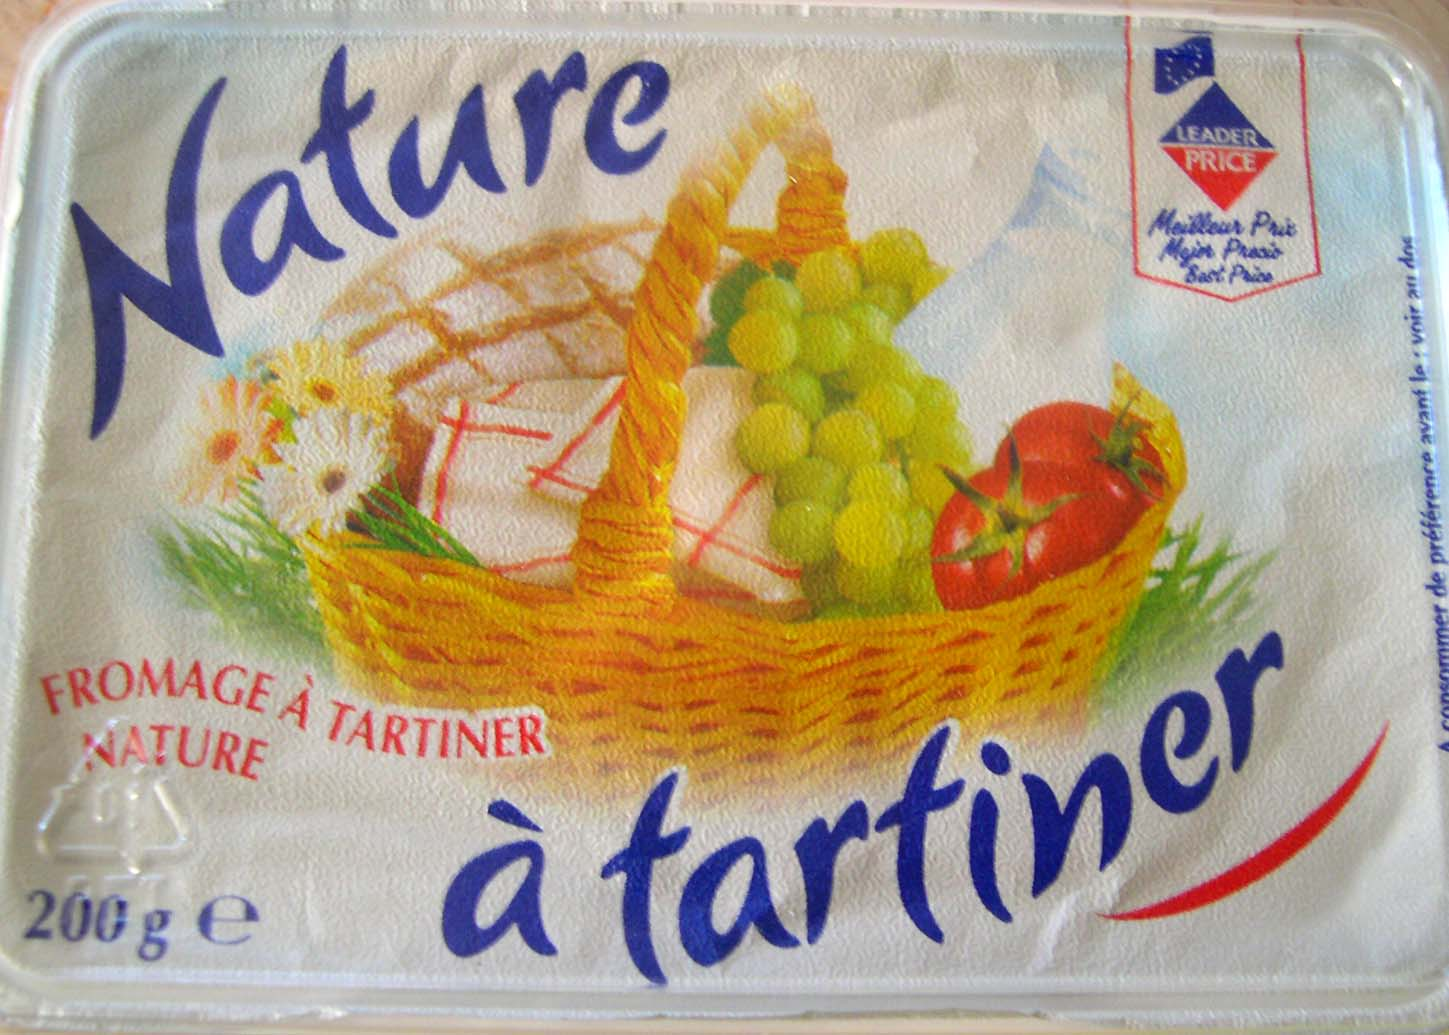 Nature
LEADER
PRICE
Meilleur Prix
Mejor Precio
Best Price
A consommer de préférence avant le : voir au dos
FROMAGE À TARTINER
NATURE
à tartiner
200 g e